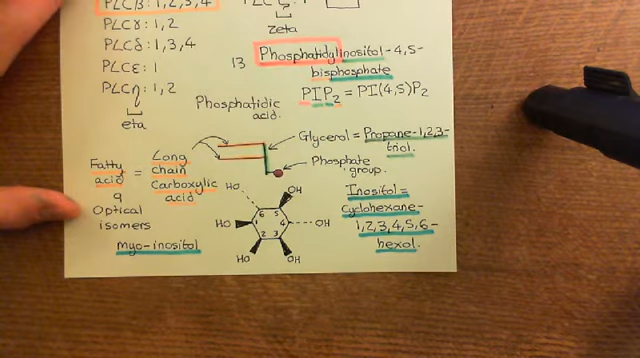 PLCβ: 1,2,3,4
PLCγ: 1,2
PLCδ: 1,3,4
PLCε: 1
PLCη: 1,2
eta
zeta
13
Phosphatidylinositol-4,5-
bisphosphate
PIP2 = PI(4,5)P2
Phosphatidic
acid.
Glycerol = Propane-1,2,3-
triol.
Phosphate
group.
Fatty
acid
=
Long
chain
Carboxylic
acid
9
Optical
isomers
myo-inositol
HO
OH
HO
OH
HO
OH
6 5
1 4
2 3
Inositol =
cyclohexane-
1,2,3,4,5,6-
hexol.